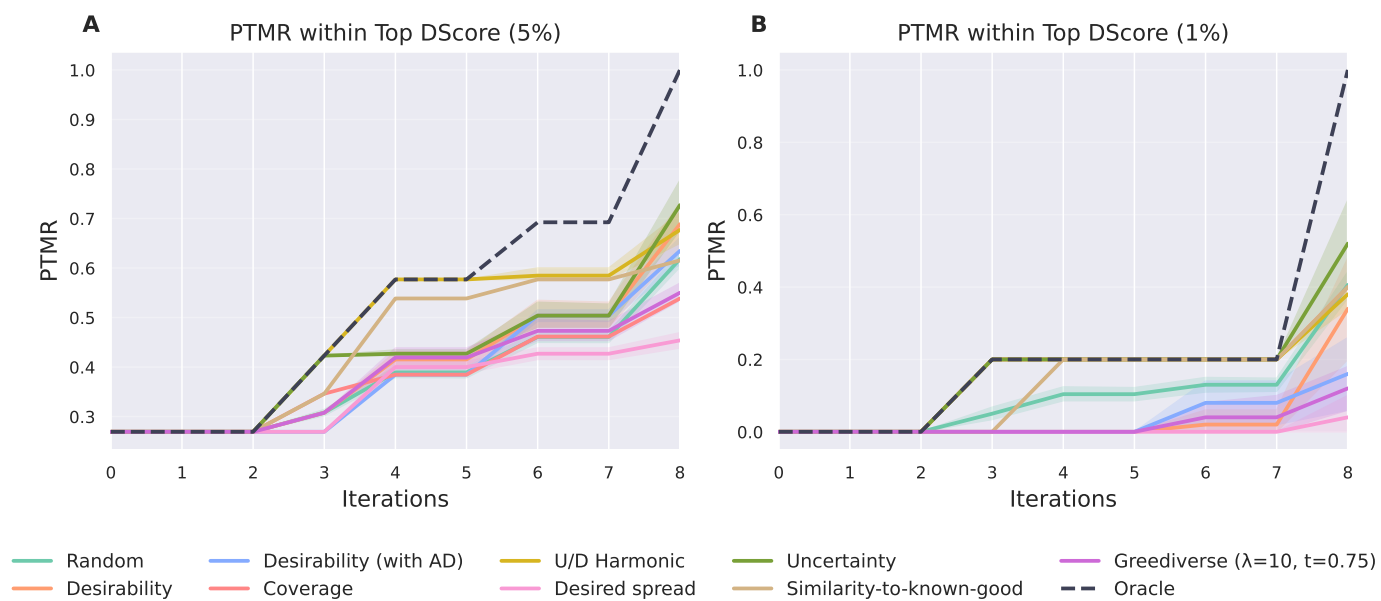 A
PTMR within Top DScore (5%)
1.0
0.9
0.8
0.7
0.6
0.5
0.4
0.3
PTMR
0 1 2 3 4 5 6 7 8
Iterations
B
PTMR within Top DScore (1%)
1.0
0.8
0.6
0.4
0.2
0.0
PTMR
0 1 2 3 4 5 6 7 8
Iterations
Random
Desirability
Desirability (with AD)
Coverage
U/D Harmonic
Desired spread
Uncertainty
Similarity-to-known-good
Greediverse (λ=10, t=0.75)
Oracle